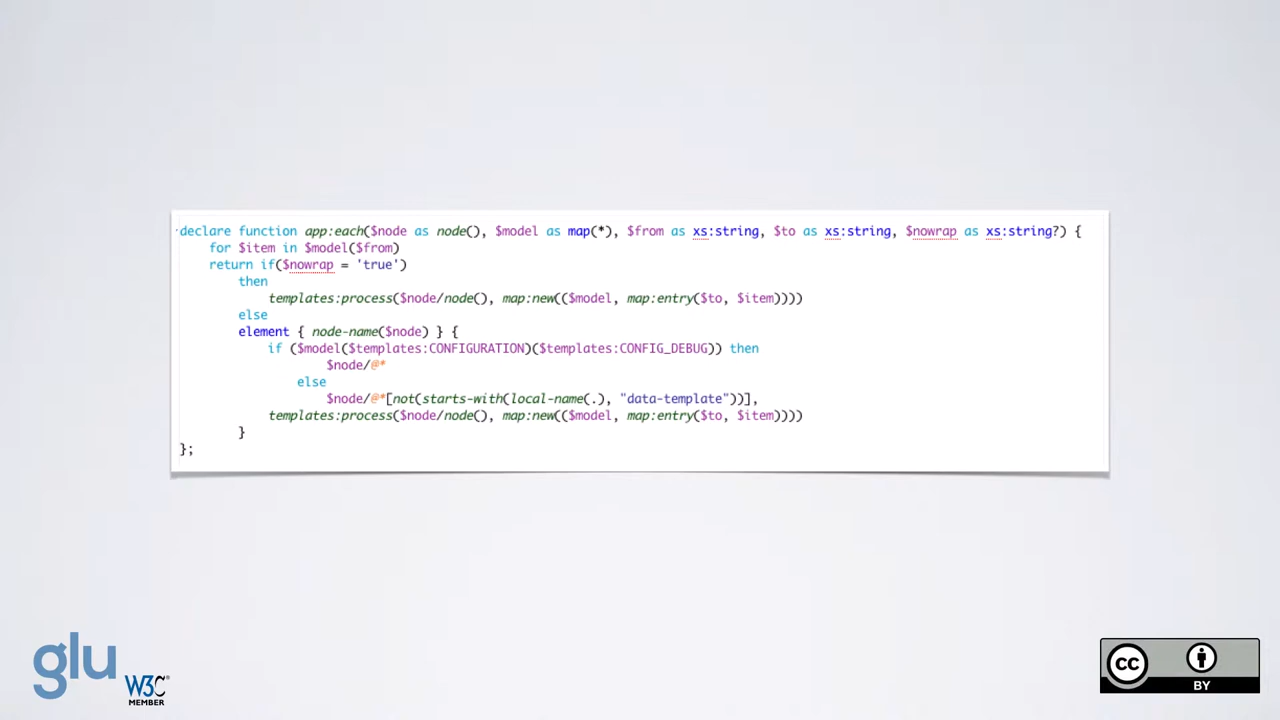 declare function app:each($node as node(), $model as map(*), $from as xs:string, $to as xs:string, $nowrap as xs:string?) {
for $item in $model($from)
return if($nowrap = 'true')
then
templates:process($node/node(), map:new(($model, map:entry($to, $item))))
else
element { node-name($node) } {
if ($model($templates:CONFIGURATION)($templates:CONFIG_DEBUG)) then
$node/@*
else
$node/@*[not(starts-with(local-name(.), "data-template"))],
templates:process($node/node(), map:new(($model, map:entry($to, $item))))
}
};
glu
W3C®
MEMBER
cc
BY